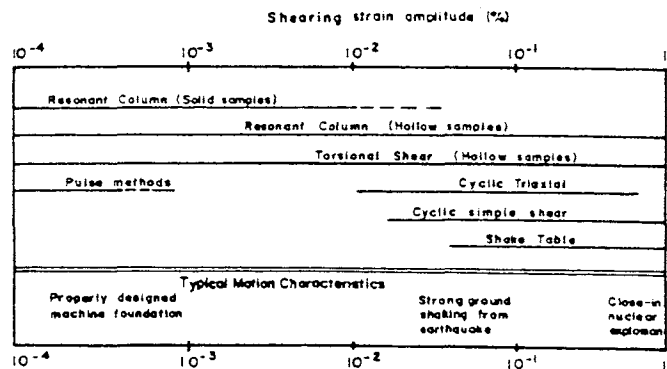 Shearing strain amplitude (%)
10-4 10-3 10-2 10-1 1
Resonant Column (Solid samples)
Resonant Column (Hollow samples)
Torsional Shear (Hollow samples)
Pulse methods Cyclic Triaxial
Cyclic simple shear
Shake Table
Typical Motion Characteristics
Properly designed Strong ground Close-in
machine foundation shaking from nuclear
earthquake
10-4 10-3 10-2 10-1 1